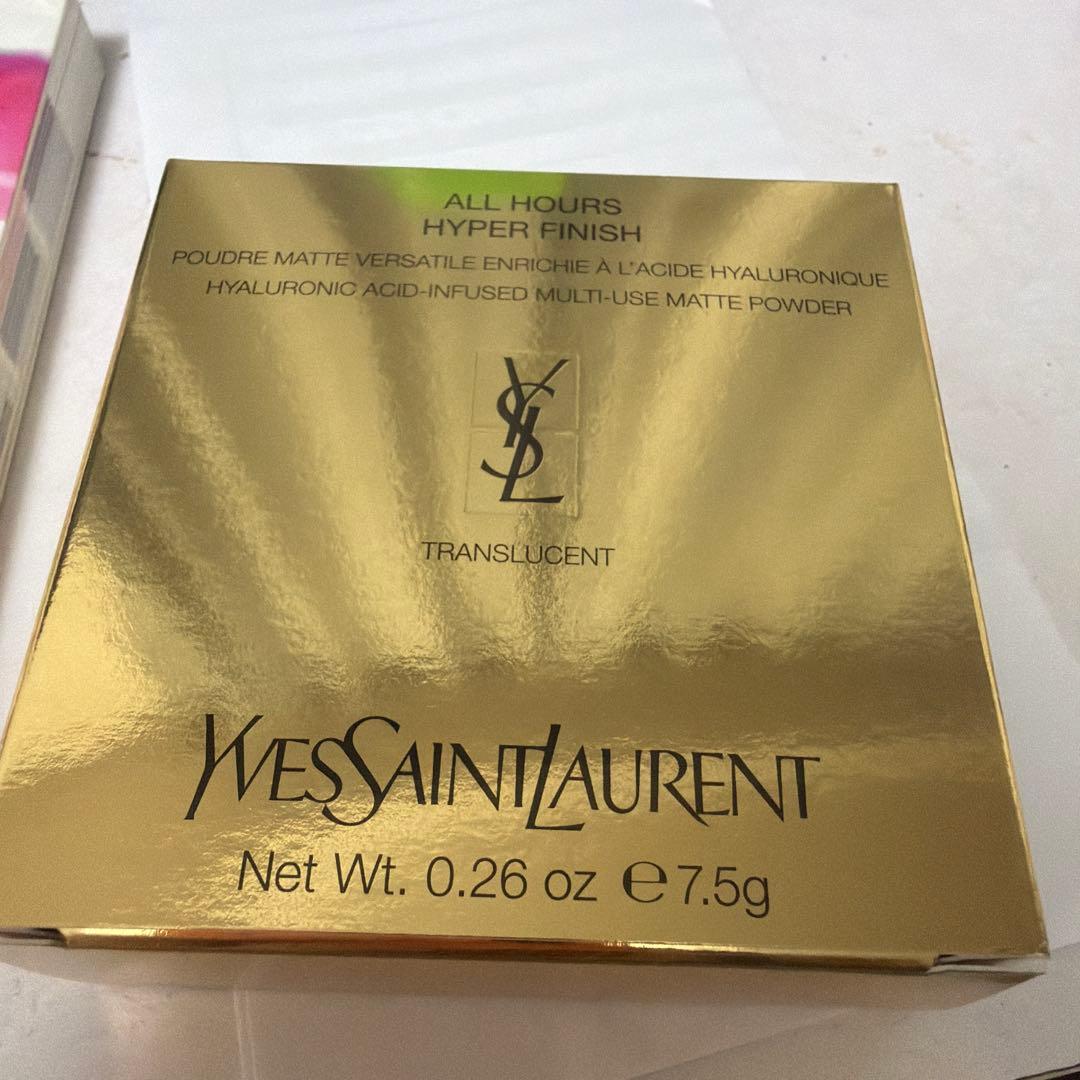 ALL HOURS
HYPER FINISH
POUDRE MATTE VERSATILE ENRICHIE À L'ACIDE HYALURONIQUE
HYALURONIC ACID-INFUSED MULTI-USE MATTE POWDER
YSL
TRANSLUCENT
YVESSAINTLAURENT
Net Wt. 0.26 oz ℮ 7.5g